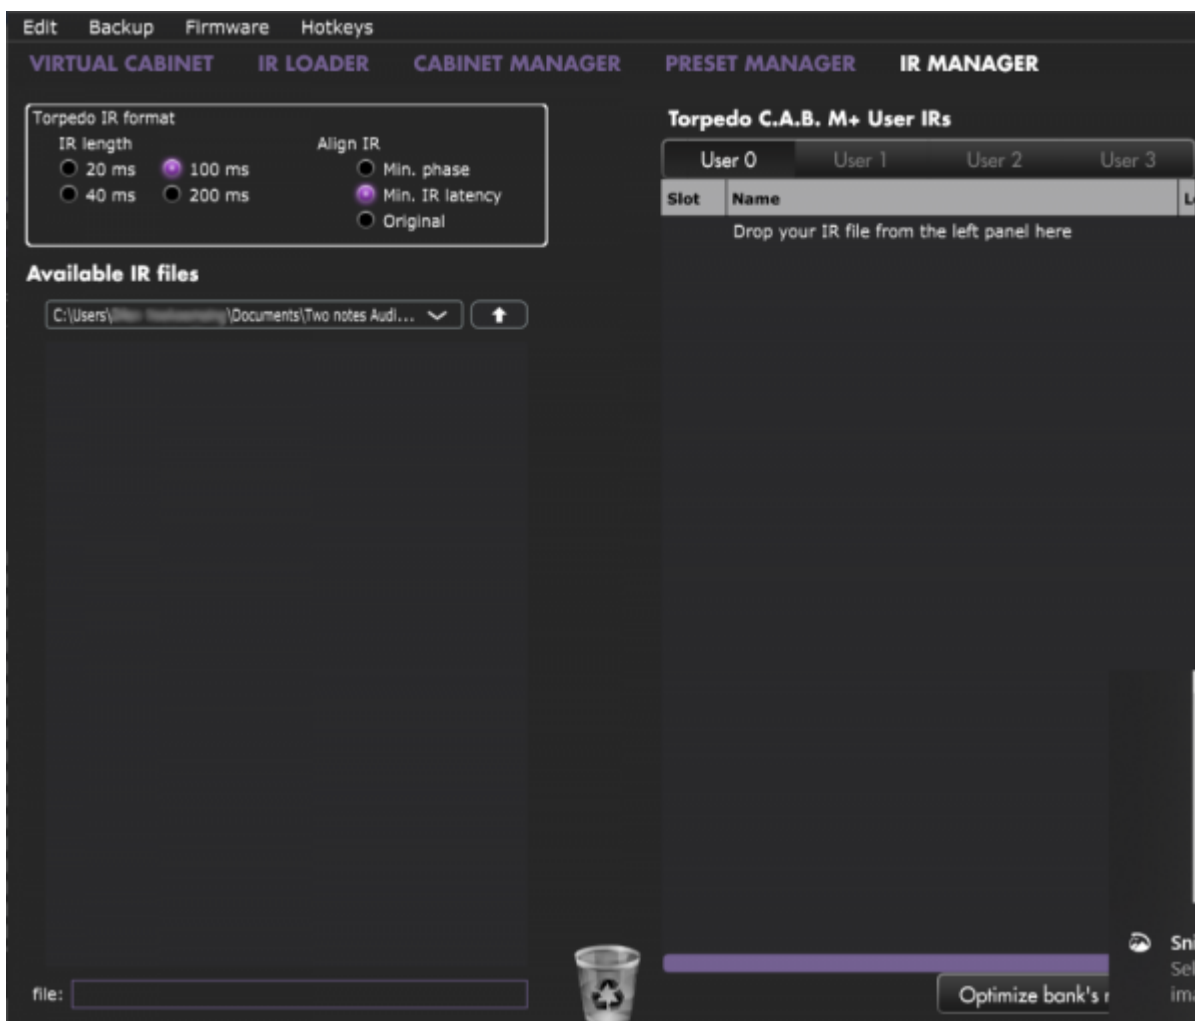 Edit Backup Firmware Hotkeys
VIRTUAL CABINET IR LOADER CABINET MANAGER PRESET MANAGER IR MANAGER
Torpedo IR format
IR length Align IR
20 ms 100 ms Min. phase
40 ms 200 ms Min. IR latency
Original
Available IR files
C:\Users\ \Documents\Two notes Audi...
file:
Torpedo C.A.B. M+ User IRs
User 0 User 1 User 2 User 3
Slot Name
Drop your IR file from the left panel here
Optimize bank's
Sni
Sel
ima